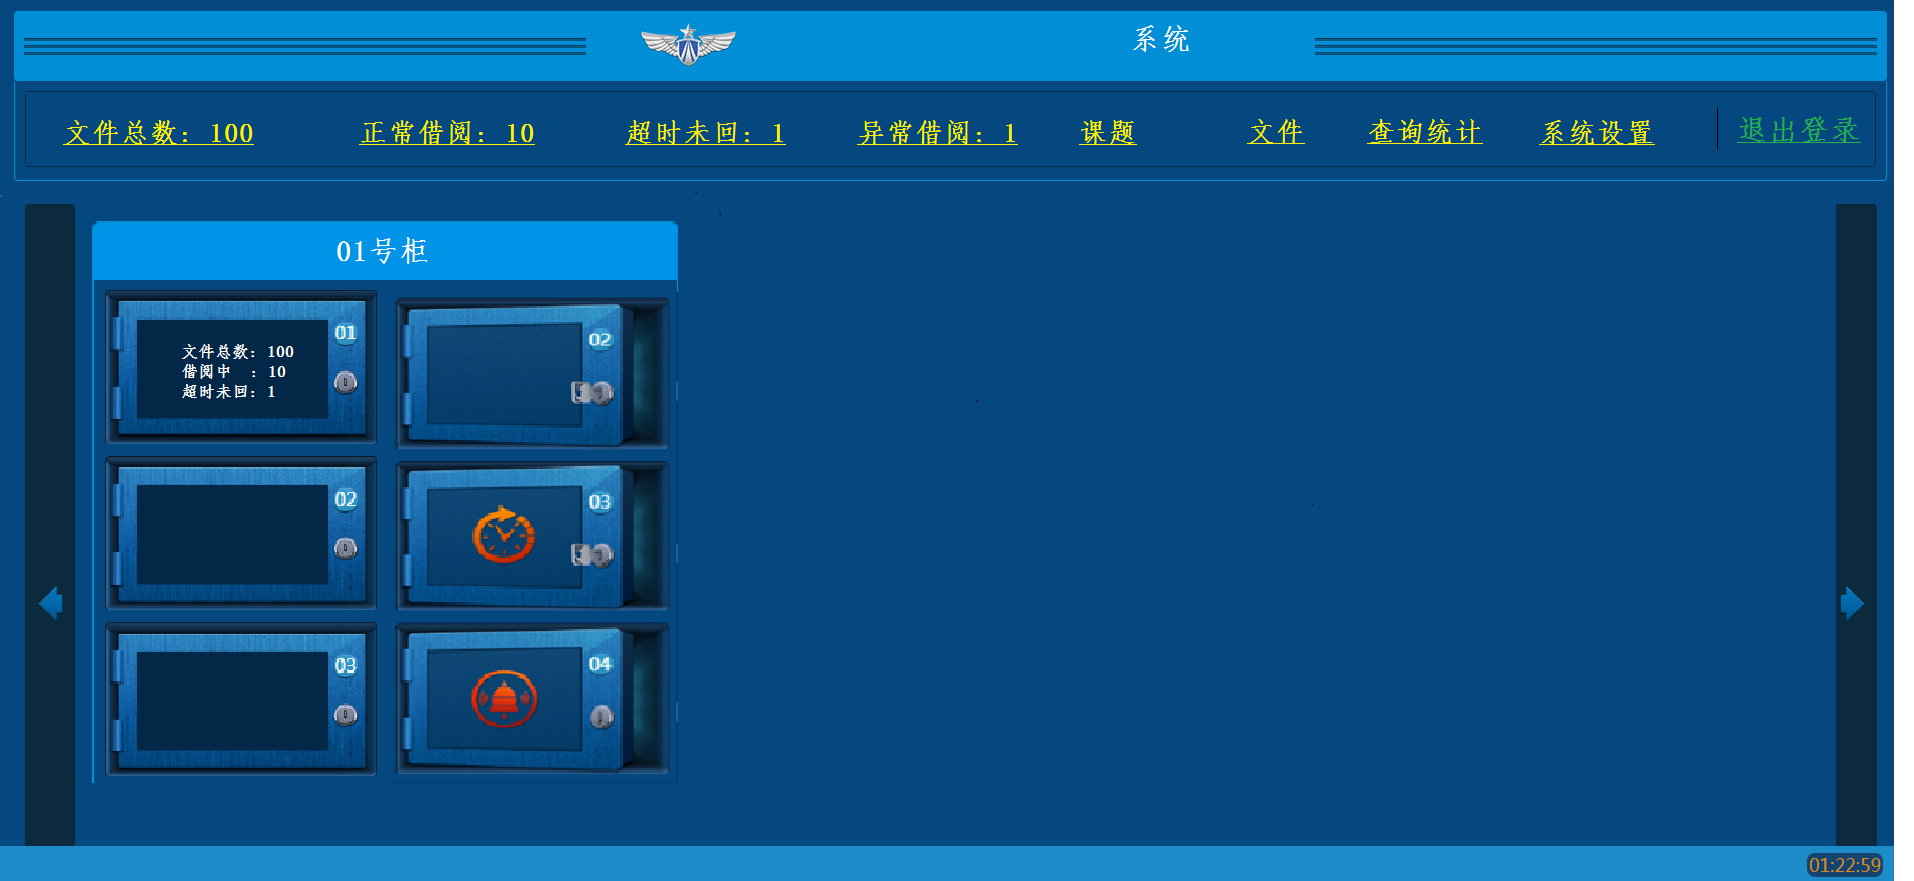 系统
文件总数：100 正常借阅：10 超时未回：1 异常借阅：1 课题 文件 查询统计 系统设置 退出登录
01号柜
01
文件总数：100
借阅中 ：10
超时未回：1
02
02
03
03
04
01:22:59